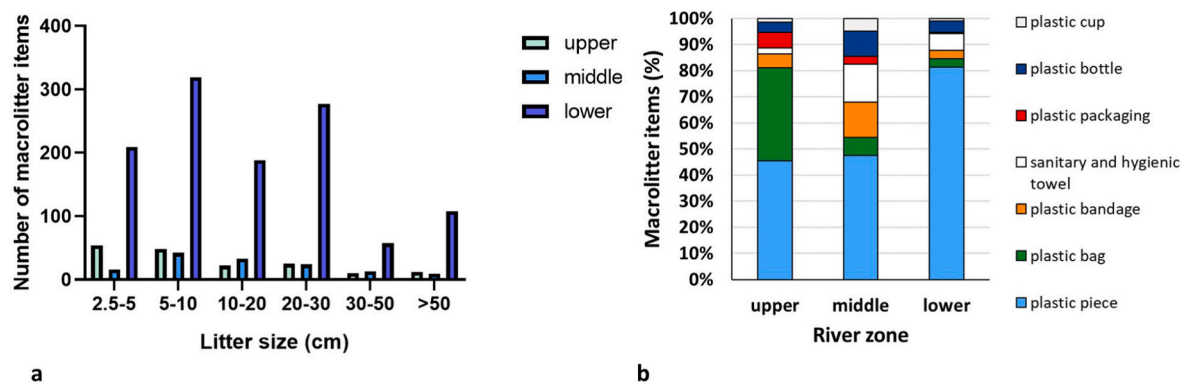 Number of macrolitter items
400
300
200
100
0
2.5-5 5-10 10-20 20-30 30-50 >50
Litter size (cm)
upper
middle
lower
a
Macrolitter items (%)
100%
90%
80%
70%
60%
50%
40%
30%
20%
10%
0%
upper middle lower
River zone
plastic cup
plastic bottle
plastic packaging
sanitary and hygienic
towel
plastic bandage
plastic bag
plastic piece
b